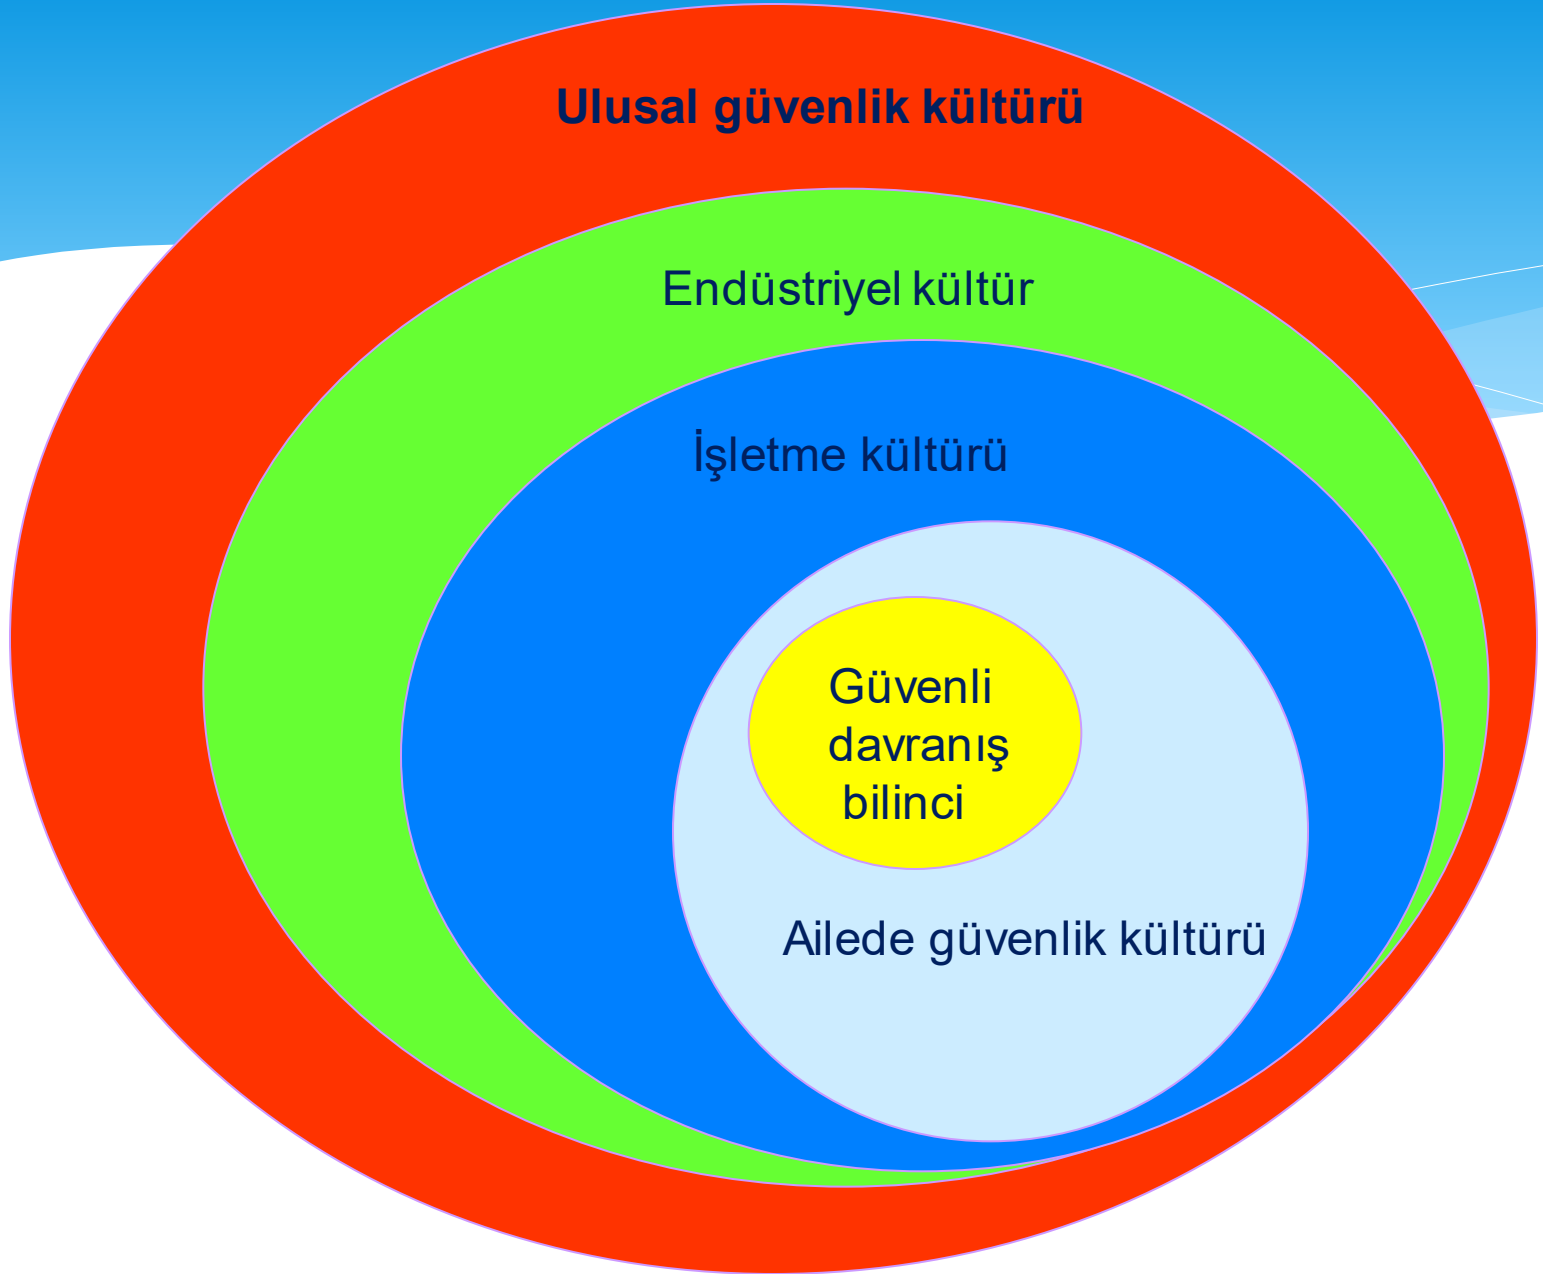 Ulusal güvenlik kültürü
Endüstriyel kültür
İşletme kültürü
Güvenli
davranış
bilinci
Ailede güvenlik kültürü